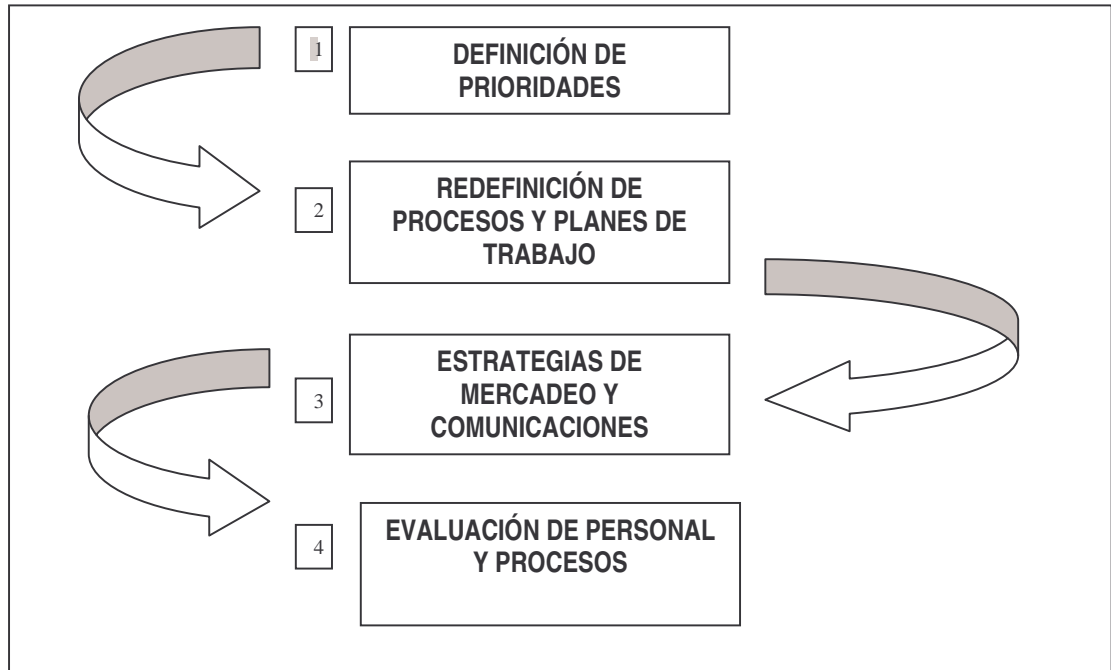 1
DEFINICIÓN DE
PRIORIDADES
2
REDEFINICIÓN DE
PROCESOS Y PLANES DE
TRABAJO
3
ESTRATEGIAS DE
MERCADEO Y
COMUNICACIONES
4
EVALUACIÓN DE PERSONAL
Y PROCESOS